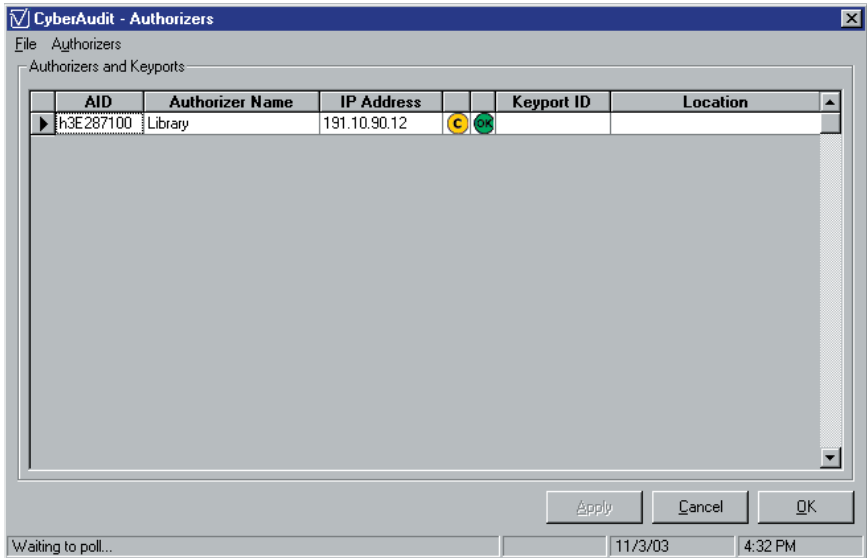 CyberAudit - Authorizers
File Authorizers
Authorizers and Keyports
AID Authorizer Name IP Address Keyport ID Location
h3E287100 Library 191.10.90.12 C OK
Apply Cancel OK
Waiting to poll... 11/3/03 4:32 PM